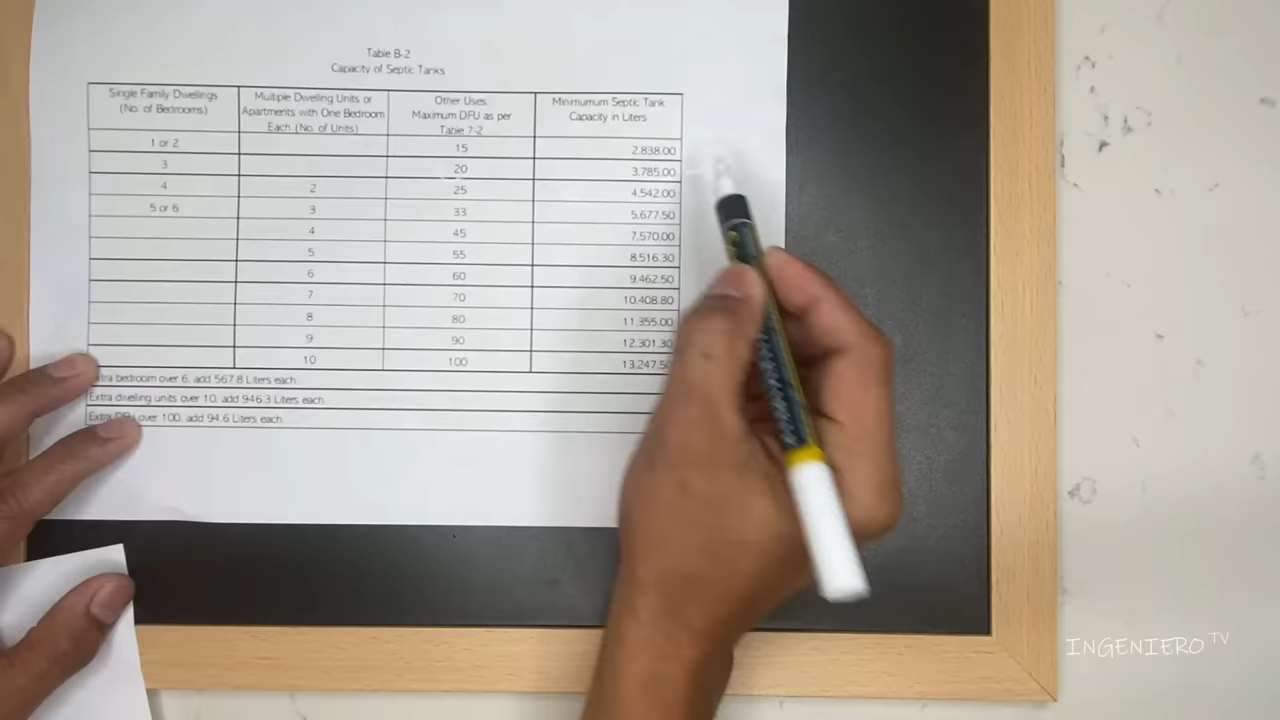 Table B-2
Capacity of Septic Tanks
Single Family Dwellings (No. of Bedrooms) Multiple Dwelling Units or Apartments with One Bedroom Each (No. of Units) Other Uses: Maximum DFU as per Table 7-2 Minimumum Septic Tank Capacity in Liters
1 or 2 15 2,838.00
3 20 3,785.00
4 2 25 4,542.00
5 or 6 3 33 5,677.50
4 45 7,570.00
5 55 8,516.30
6 60 9,462.50
7 70 10,408.80
8 80 11,355.00
9 90 12,301.30
10 100 13,247.50
tra bedroom over 6, add 567.8 Liters each.
Extra dwelling units over 10, add 946.3 Liters each.
Extra DFU over 100, add 94.6 Liters each.
INGENIERO TV